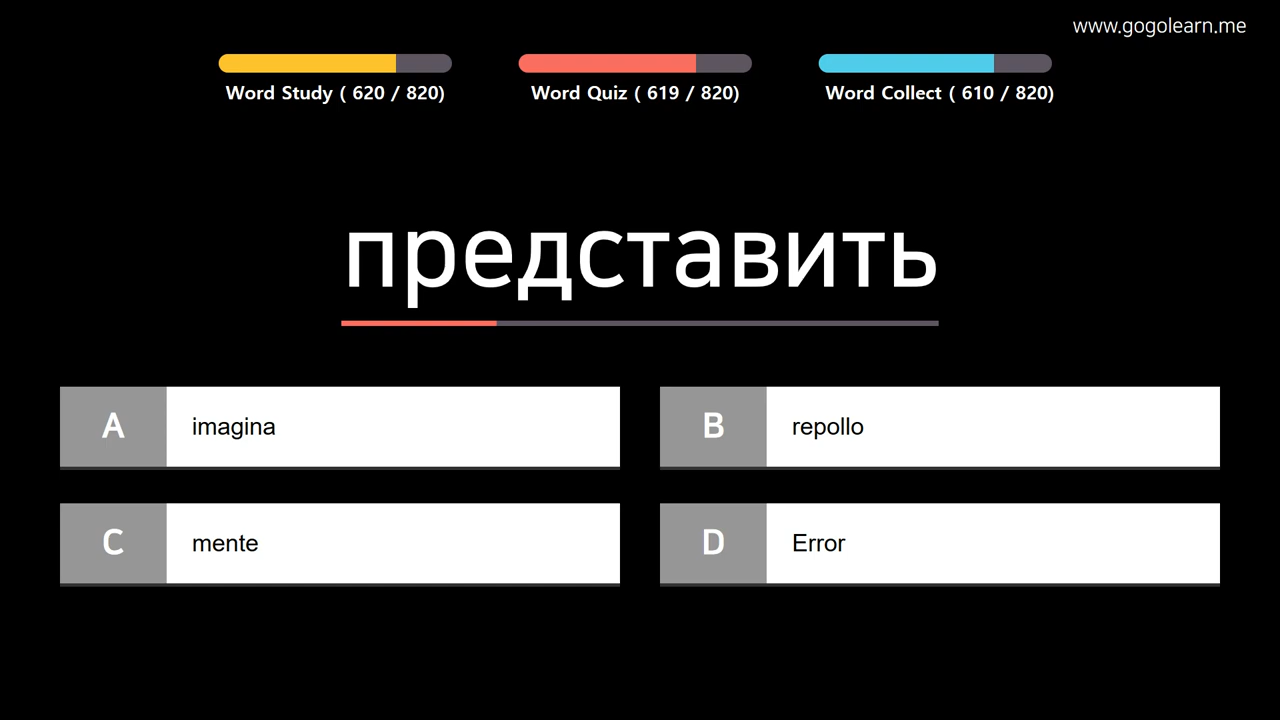 www.gogolearn.me
Word Study ( 620 / 820)
Word Quiz ( 619 / 820)
Word Collect ( 610 / 820)
представить
A imagina
B repollo
C mente
D Error